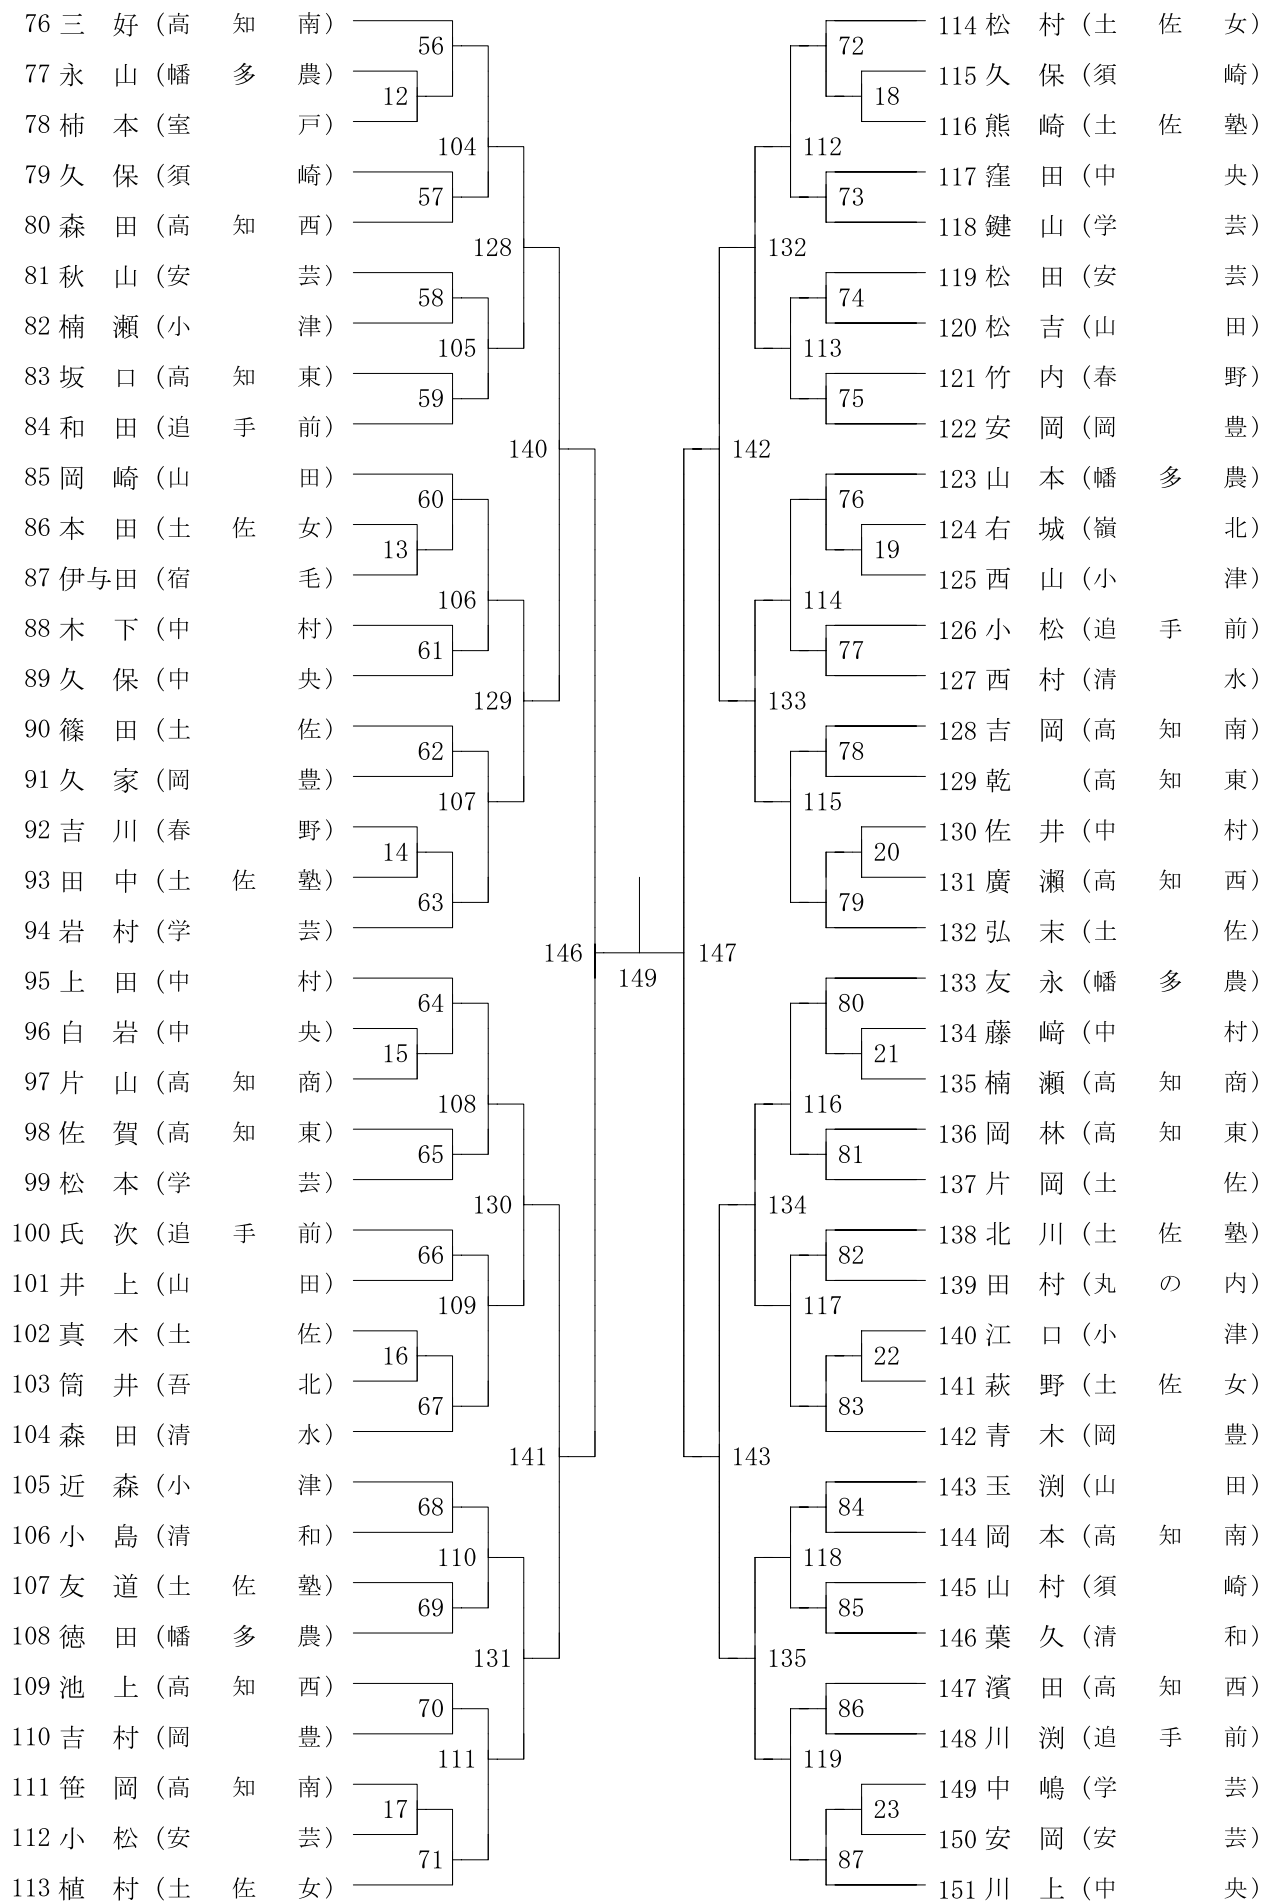 76 三 好 (高 知 南)
77 永 山 (幡 多 農)
78 柿 本 (室 戸)
79 久 保 (須 崎)
80 森 田 (高 知 西)
81 秋 山 (安 芸)
82 楠 瀬 (小 津)
83 坂 口 (高 知 東)
84 和 田 (追 手 前)
85 岡 崎 (山 田)
86 本 田 (土 佐 女)
87 伊与田 (宿 毛)
88 木 下 (中 村)
89 久 保 (中 央)
90 篠 田 (土 佐)
91 久 家 (岡 豊)
92 吉 川 (春 野)
93 田 中 (土 佐 塾)
94 岩 村 (学 芸)
95 上 田 (中 村)
96 白 岩 (中 央)
97 片 山 (高 知 商)
98 佐 賀 (高 知 東)
99 松 本 (学 芸)
100 氏 次 (追 手 前)
101 井 上 (山 田)
102 真 木 (土 佐)
103 筒 井 (吾 北)
104 森 田 (清 水)
105 近 森 (小 津)
106 小 島 (清 和)
107 友 道 (土 佐 塾)
108 徳 田 (幡 多 農)
109 池 上 (高 知 西)
110 吉 村 (岡 豊)
111 笹 岡 (高 知 南)
112 小 松 (安 芸)
113 植 村 (土 佐 女)
12
13
14
15
16
17
56
57
58
59
60
61
62
63
64
65
66
67
68
69
70
71
104
105
106
107
108
109
110
111
128
129
130
131
140
141
146
149
147
142
143
132
133
134
135
112
113
114
115
116
117
118
119
72
73
74
75
76
77
78
79
80
81
82
83
84
85
86
87
18
19
20
21
22
23
114 松 村 (土 佐 女)
115 久 保 (須 崎)
116 熊 崎 (土 佐 塾)
117 窪 田 (中 央)
118 鍵 山 (学 芸)
119 松 田 (安 芸)
120 松 吉 (山 田)
121 竹 内 (春 野)
122 安 岡 (岡 豊)
123 山 本 (幡 多 農)
124 右 城 (嶺 北)
125 西 山 (小 津)
126 小 松 (追 手 前)
127 西 村 (清 水)
128 吉 岡 (高 知 南)
129 乾 (高 知 東)
130 佐 井 (中 村)
131 廣 瀬 (高 知 西)
132 弘 末 (土 佐)
133 友 永 (幡 多 農)
134 藤 﨑 (中 村)
135 楠 瀬 (高 知 商)
136 岡 林 (高 知 東)
137 片 岡 (土 佐)
138 北 川 (土 佐 塾)
139 田 村 (丸 の 内)
140 江 口 (小 津)
141 萩 野 (土 佐 女)
142 青 木 (岡 豊)
143 玉 渕 (山 田)
144 岡 本 (高 知 南)
145 山 村 (須 崎)
146 葉 久 (清 和)
147 濱 田 (高 知 西)
148 川 渕 (追 手 前)
149 中 嶋 (学 芸)
150 安 岡 (安 芸)
151 川 上 (中 央)